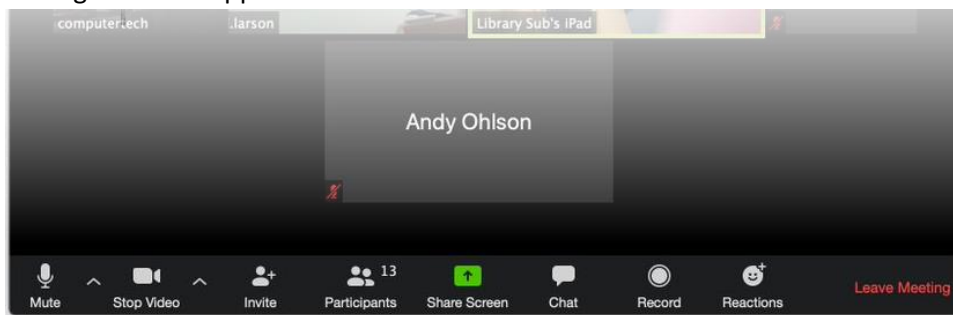 computertech .larson Library Sub's iPad
Andy Ohlson
13
Mute Stop Video Invite Participants Share Screen Chat Record Reactions Leave Meeting